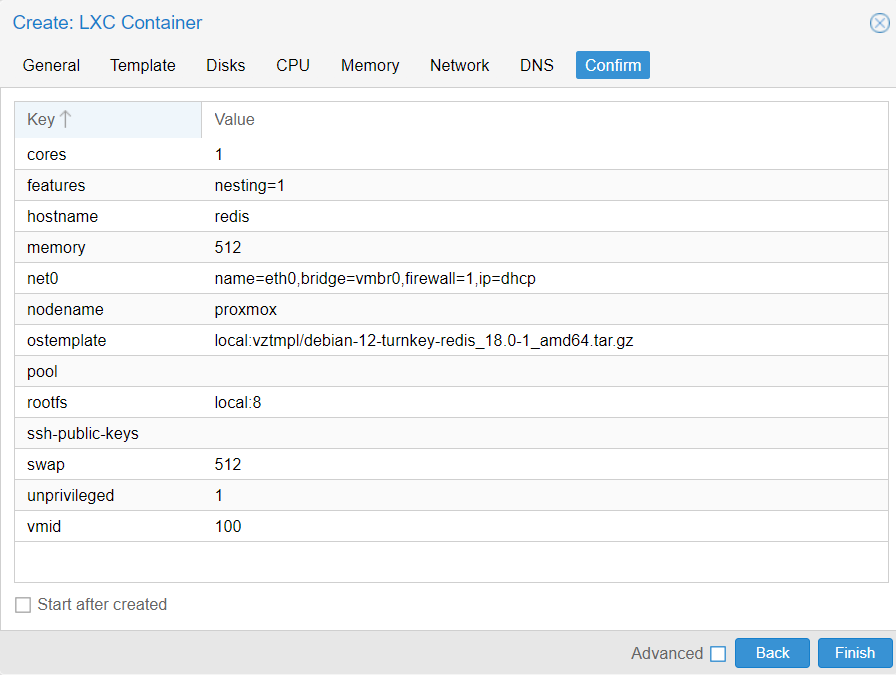 Create: LXC Container
General Template Disks CPU Memory Network DNS Confirm
Key Value
cores 1
features nesting=1
hostname redis
memory 512
net0 name=eth0,bridge=vmbr0,firewall=1,ip=dhcp
nodename proxmox
ostemplate local:vztmpl/debian-12-turnkey-redis_18.0-1_amd64.tar.gz
pool
rootfs local:8
ssh-public-keys
swap 512
unprivileged 1
vmid 100
Start after created
Advanced Back Finish